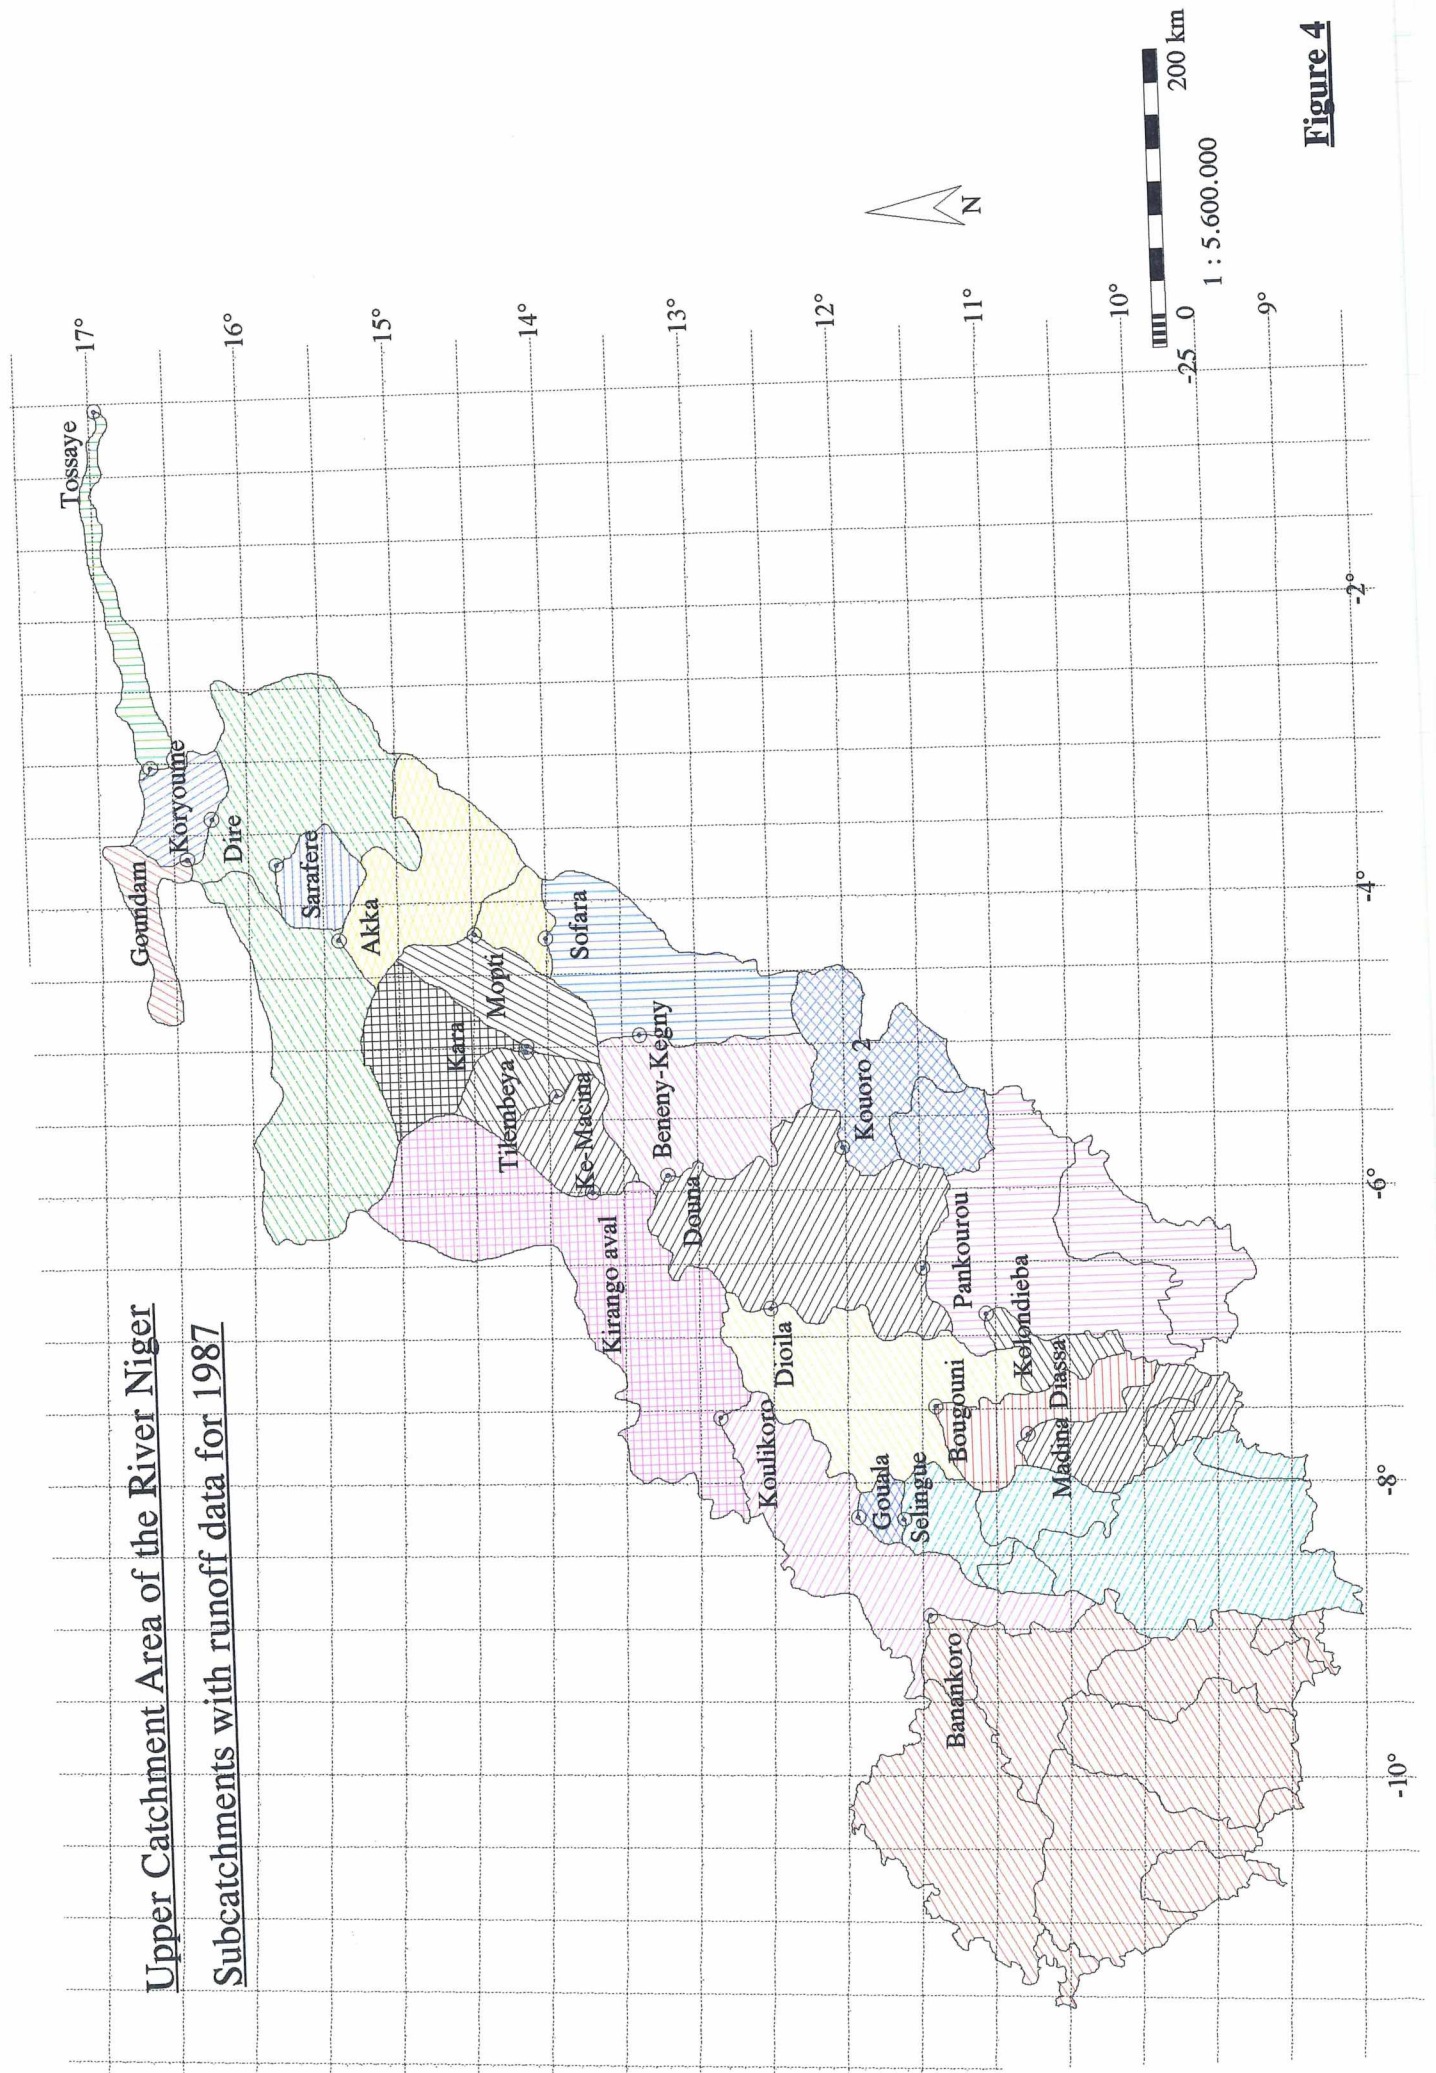 Upper Catchment Area of the River Niger
Subcatchments with runoff data for 1987
Tossaye
17°
Koryoume
Goundam
16°
Dire
Sarafere
15°
Akka
Kara
Mopti
14°
Tilembeya
Ke-Macina
Sofara
Kirango aval
13°
Beneny-Kegny
Douna
Koulikoro
Dioila
12°
Kouoro 2
Gouala
Selingue
Bougouni
Pankourou
Banankoro
11°
Kolondieba
Madina Diassa
10°
9°
-10°
-8°
-6°
-4°
-2°
N
-25
0
200 km
1 : 5.600.000
Figure 4